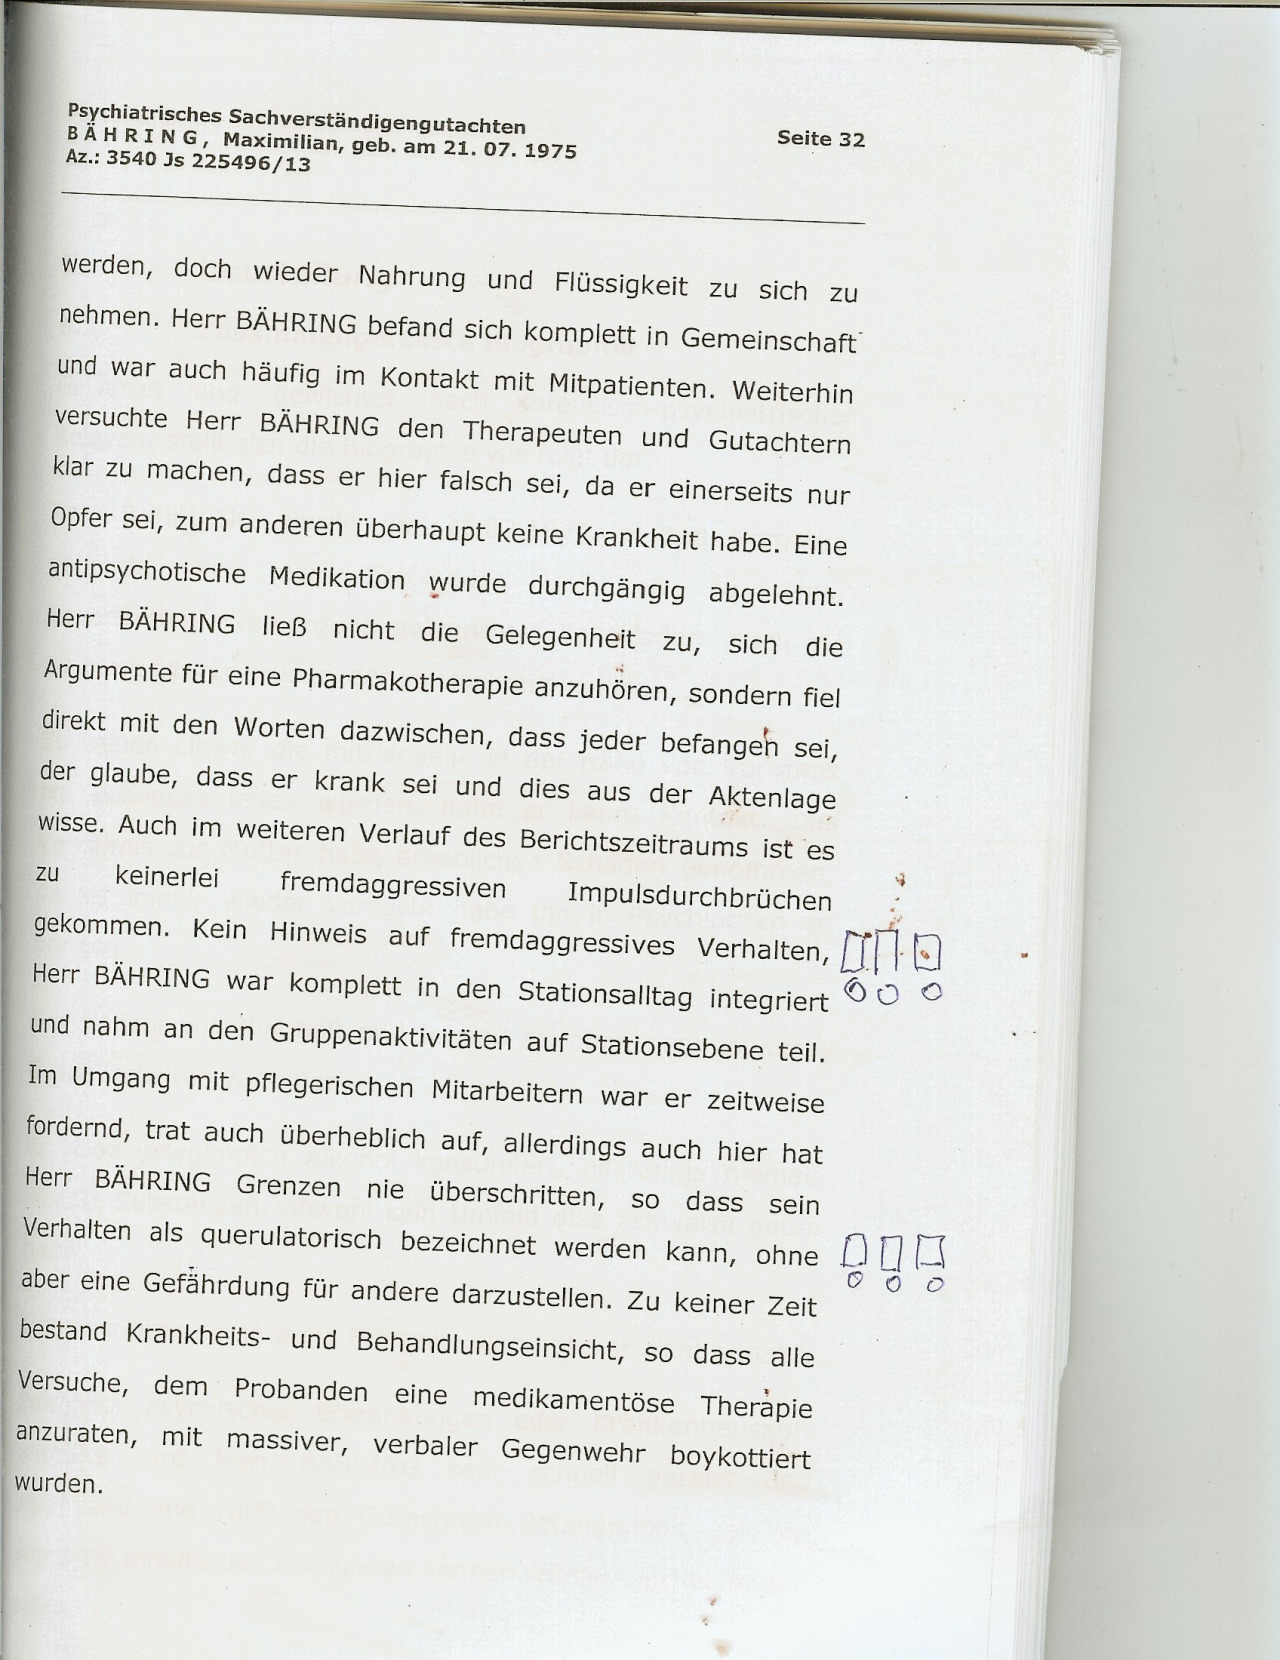 Psychiatrisches Sachverständigengutachten
BÄHRING, Maximilian, geb. am 21. 07. 1975 Seite 32
Az.: 3540 Js 225496/13
werden, doch wieder Nahrung und Flüssigkeit zu sich zu
nehmen. Herr BÄHRING befand sich komplett in Gemeinschaft
und war auch häufig im Kontakt mit Mitpatienten. Weiterhin
versuchte Herr BÄHRING den Therapeuten und Gutachtern
klar zu machen, dass er hier falsch sei, da er einerseits nur
Opfer sei, zum anderen überhaupt keine Krankheit habe. Eine
antipsychotische Medikation wurde durchgängig abgelehnt.
Herr BÄHRING ließ nicht die Gelegenheit zu, sich die
Argumente für eine Pharmakotherapie anzuhören, sondern fiel
direkt mit den Worten dazwischen, dass jeder befangen sei,
der glaube, dass er krank sei und dies aus der Aktenlage
wisse. Auch im weiteren Verlauf des Berichtszeitraums ist es
zu keinerlei fremdaggressiven Impulsdurchbrüchen
gekommen. Kein Hinweis auf fremdaggressives Verhalten,
Herr BÄHRING war komplett in den Stationsalltag integriert
und nahm an den Gruppenaktivitäten auf Stationsebene teil.
Im Umgang mit pflegerischen Mitarbeitern war er zeitweise
fordernd, trat auch überheblich auf, allerdings auch hier hat
Herr BÄHRING Grenzen nie überschritten, so dass sein
Verhalten als querulatorisch bezeichnet werden kann, ohne
aber eine Gefährdung für andere darzustellen. Zu keiner Zeit
bestand Krankheits- und Behandlungseinsicht, so dass alle
Versuche, dem Probanden eine medikamentöse Therapie
anzuraten, mit massiver, verbaler Gegenwehr boykottiert
wurden.